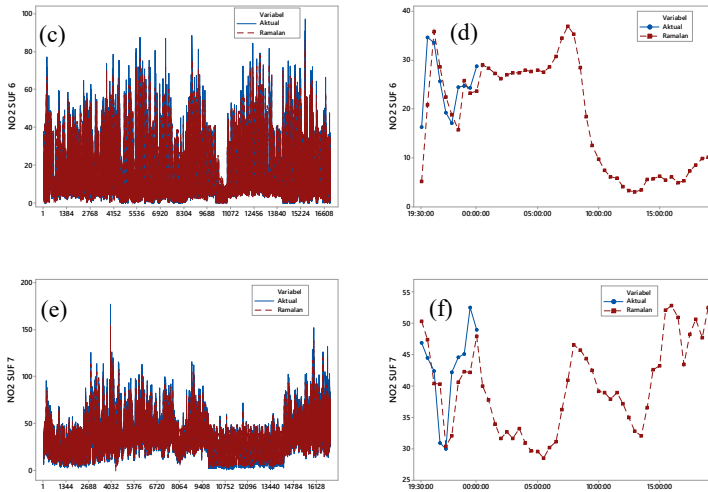 (c)
Variabel
Aktual
Ramalan
NO2 SUF 6
100
80
60
40
20
0
1 1384 2768 4152 5536 6920 8304 9688 11072 12456 13840 15224 16608
(d)
Variabel
Aktual
Ramalan
NO2 SUF 6
40
30
20
10
0
19:30:00 00:00:00 05:00:00 10:00:00 15:00:00
(e)
Variabel
Aktual
Ramalan
NO2 SUF 7
200
150
100
50
0
1 1344 2688 4032 5376 6720 8064 9408 10752 12096 13440 14784 16128
(f)
Variabel
Aktual
Ramalan
NO2 SUF 7
55
50
45
40
35
30
25
19:30:00 00:00:00 05:00:00 10:00:00 15:00:00